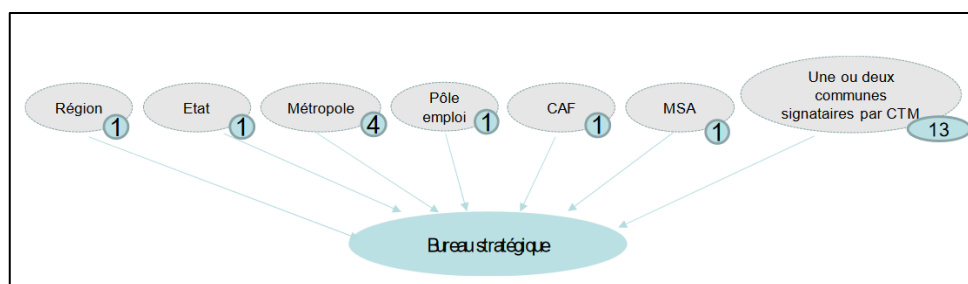 Région
1
Etat
1
Métropole
4
Pôle
emploi
1
CAF
1
MSA
1
Une ou deux
communes
signataires par CTM
13
Bureau stratégique